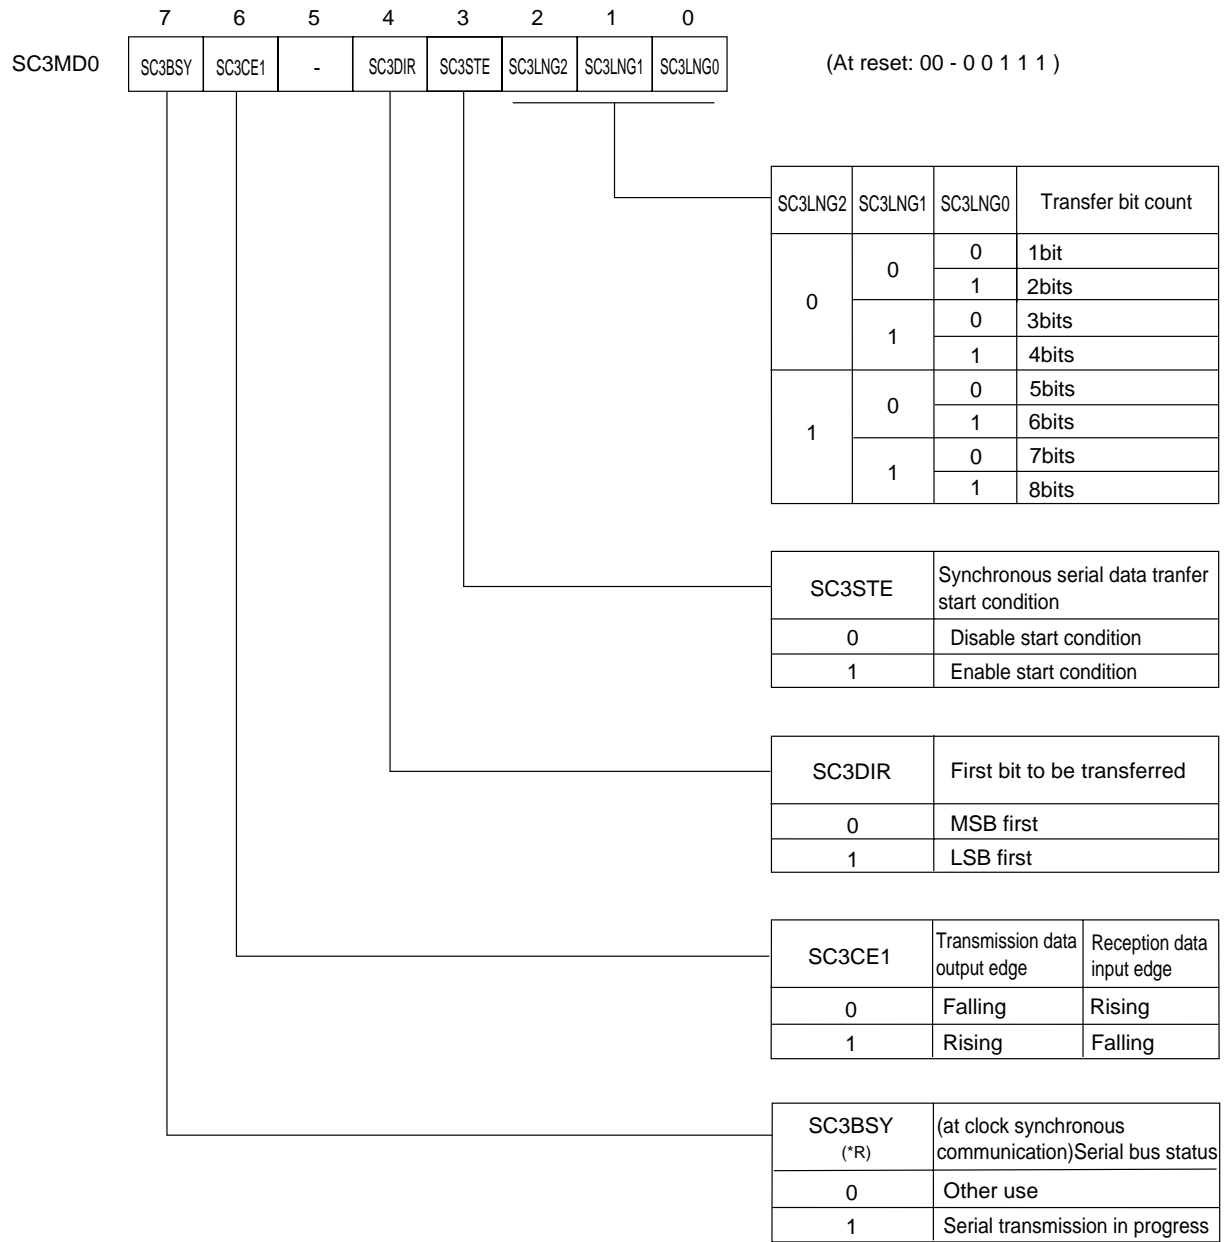 7 6 5 4 3 2 1 0
SC3MD0 SC3BSY SC3CE1 - SC3DIR SC3STE SC3LNG2 SC3LNG1 SC3LNG0 (At reset: 00 - 0 0 1 1 1 )
SC3LNG2 SC3LNG1 SC3LNG0 Transfer bit count
0 0 0 1bit
1 2bits
1 0 3bits
1 4bits
1 0 0 5bits
1 6bits
1 0 7bits
1 8bits
SC3STE Synchronous serial data tranfer
start condition
0 Disable start condition
1 Enable start condition
SC3DIR First bit to be transferred
0 MSB first
1 LSB first
SC3CE1 Transmission data output edge Reception data input edge
0 Falling Rising
1 Rising Falling
SC3BSY (*R) (at clock synchronous
communication)Serial bus status
0 Other use
1 Serial transmission in progress